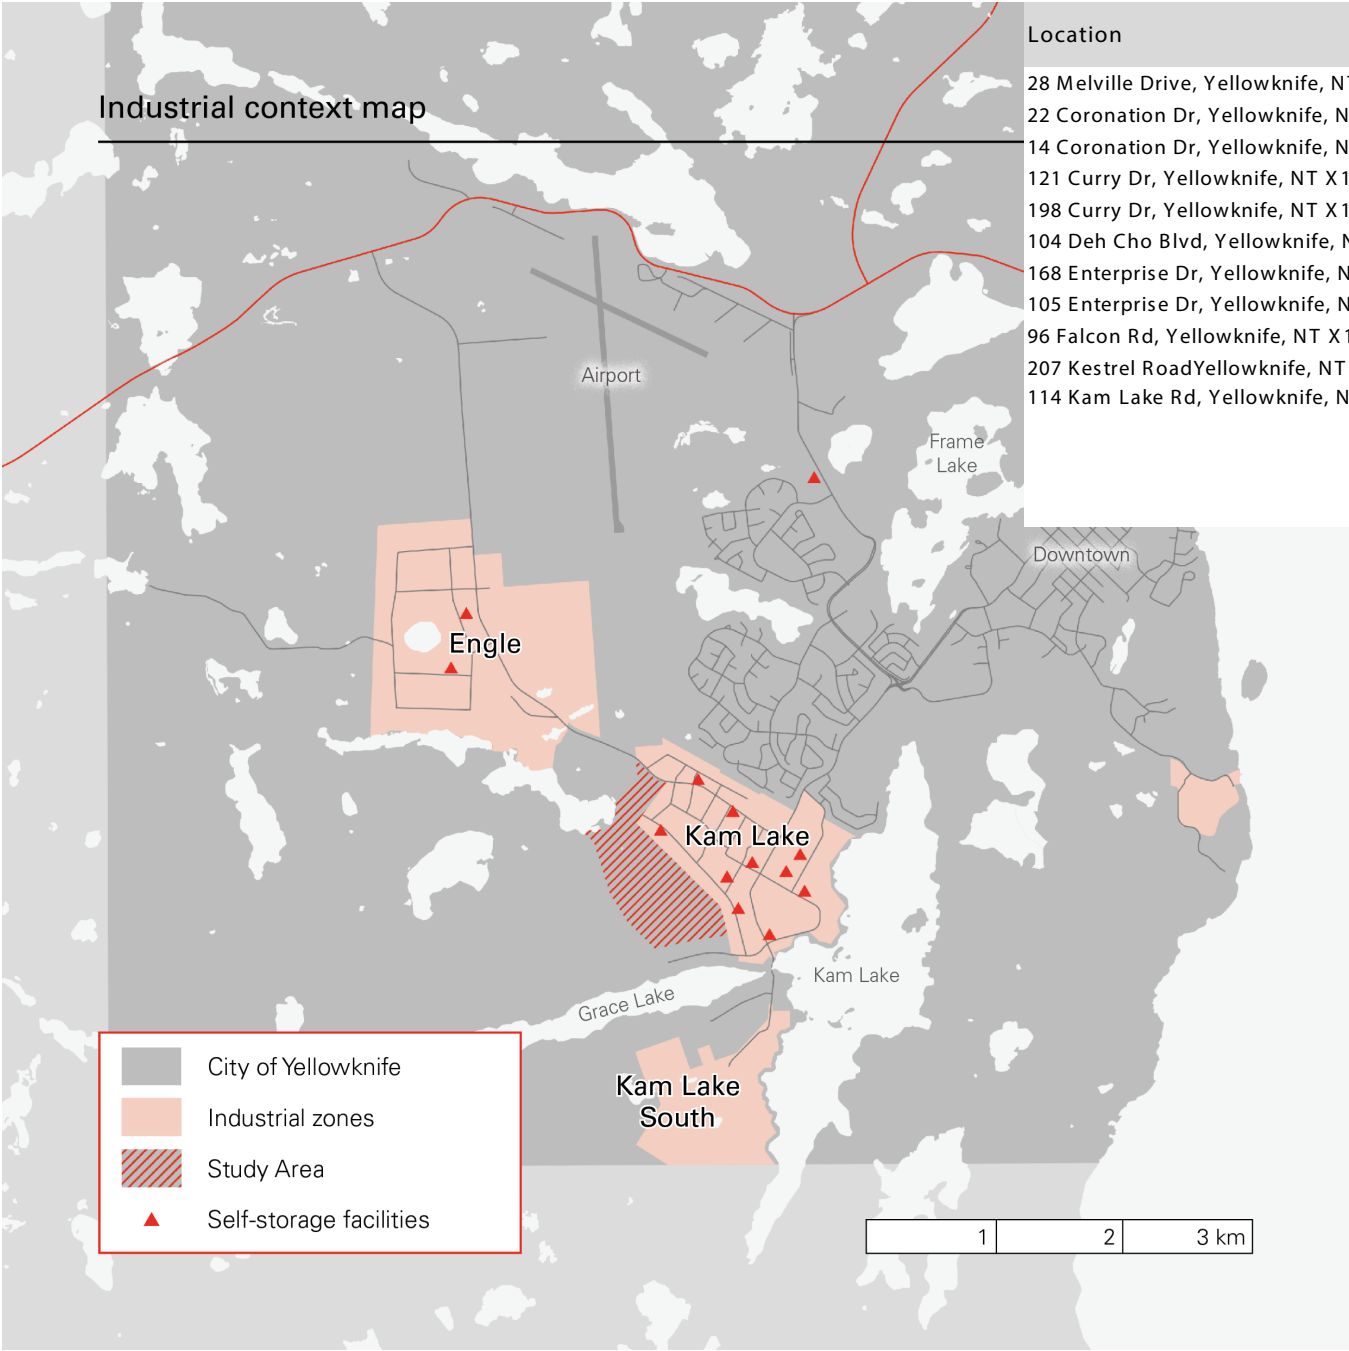 Location
28 Melville Drive, Yellowknife, NT
22 Coronation Dr, Yellowknife, N
14 Coronation Dr, Yellowknife, N
121 Curry Dr, Yellowknife, NT X1
198 Curry Dr, Yellowknife, NT X1
104 Deh Cho Blvd, Yellowknife, N
168 Enterprise Dr, Yellowknife, N
105 Enterprise Dr, Yellowknife, N
96 Falcon Rd, Yellowknife, NT X1
207 Kestrel RoadYellowknife, NT
114 Kam Lake Rd, Yellowknife, N
Industrial context map
Airport
Frame
Lake
Downtown
Engle
Kam Lake
Kam Lake
Grace Lake
Kam Lake
South
City of Yellowknife
Industrial zones
Study Area
Self-storage facilities
1 2 3 km